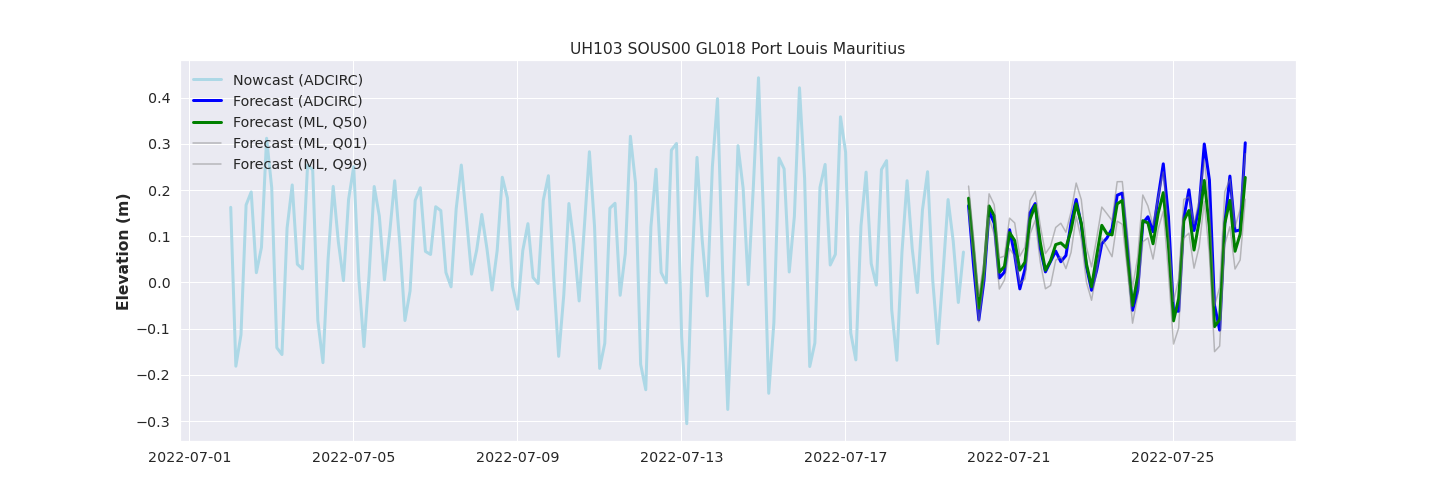 UH103 SOUS00 GL018 Port Louis Mauritius
Nowcast (ADCIRC)
Forecast (ADCIRC)
Forecast (ML, Q50)
Forecast (ML, Q01)
Forecast (ML, Q99)
Elevation (m)
0.4
0.3
0.2
0.1
0.0
−0.1
−0.2
−0.3
2022-07-01 2022-07-05 2022-07-09 2022-07-13 2022-07-17 2022-07-21 2022-07-25